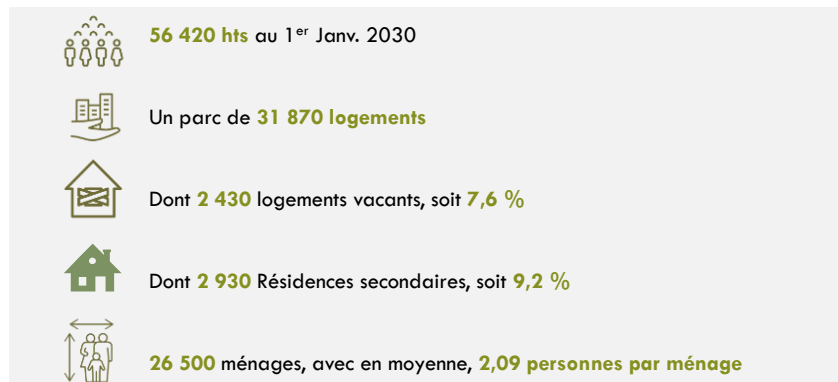 56 420 hts au 1er Janv. 2030
Un parc de 31 870 logements
Dont 2 430 logements vacants, soit 7,6 %
Dont 2 930 Résidences secondaires, soit 9,2 %
26 500 ménages, avec en moyenne, 2,09 personnes par ménage